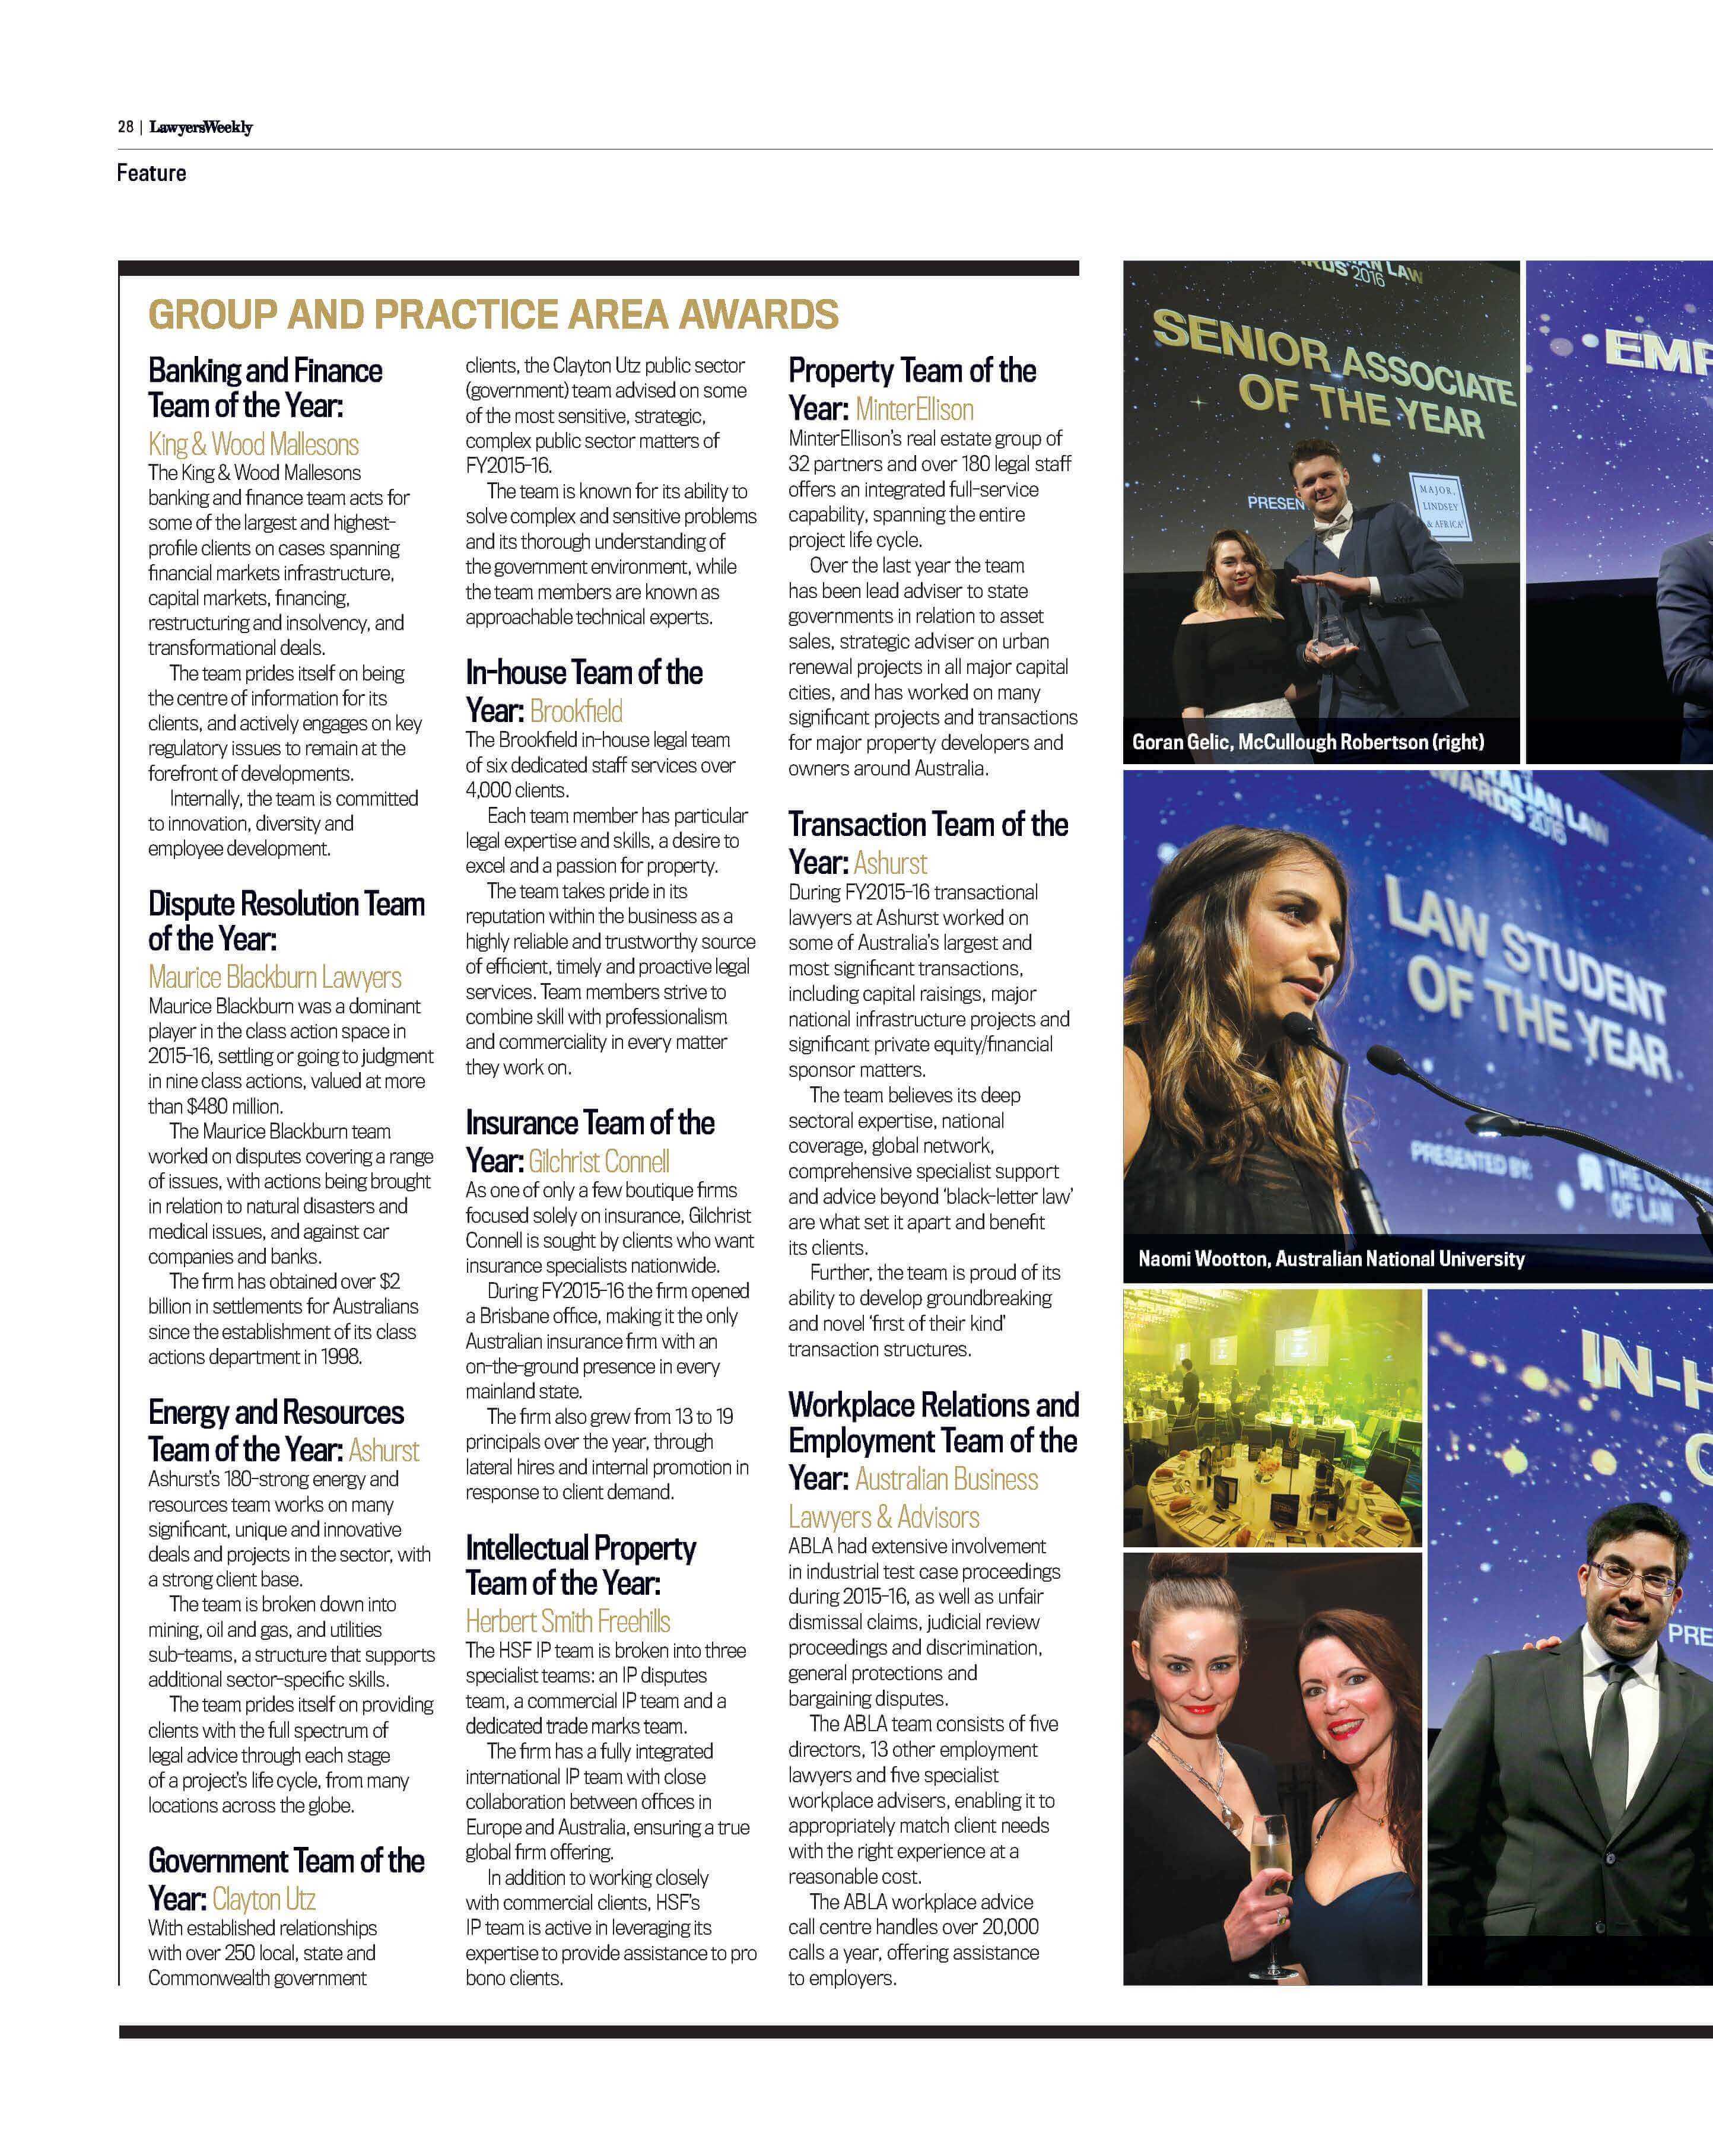 28 | LawyersWeekly
Feature
GROUP AND PRACTICE AREA AWARDS
Banking and Finance
Team of the Year:
King & Wood Mallesons
The King & Wood Mallesons
banking and finance team acts for
some of the largest and highest-
profile clients on cases spanning
financial markets infrastructure,
capital markets, financing,
restructuring and insolvency, and
transformational deals.
The team prides itself on being
the centre of information for its
clients, and actively engages on key
regulatory issues to remain at the
forefront of developments.
Internally, the team is committed
to innovation, diversity and
employee development.
Dispute Resolution Team
of the Year:
Maurice Blackburn Lawyers
Maurice Blackburn was a dominant
player in the class action space in
2015-16, settling or going to judgment
in nine class actions, valued at more
than $480 million.
The Maurice Blackburn team
worked on disputes covering a range
of issues, with actions being brought
in relation to natural disasters and
medical issues, and against car
companies and banks.
The firm has obtained over $2
billion in settlements for Australians
since the establishment of its class
actions department in 1998.
Energy and Resources
Team of the Year: Ashurst
Ashurst's 180-strong energy and
resources team works on many
significant, unique and innovative
deals and projects in the sector, with
a strong client base.
The team is broken down into
mining, oil and gas, and utilities
sub-teams, a structure that supports
additional sector-specific skills.
The team prides itself on providing
clients with the full spectrum of
legal advice through each stage
of a project's life cycle, from many
locations across the globe.
Government Team of the
Year: Clayton Utz
With established relationships
with over 250 local, state and
Commonwealth government
clients, the Clayton Utz public sector
(government) team advised on some
of the most sensitive, strategic,
complex public sector matters of
FY2015-16.
The team is known for its ability to
solve complex and sensitive problems
and its thorough understanding of
the government environment, while
the team members are known as
approachable technical experts.
In-house Team of the
Year: Brookfield
The Brookfield in-house legal team
of six dedicated staff services over
4,000 clients.
Each team member has particular
legal expertise and skills, a desire to
excel and a passion for property.
The team takes pride in its
reputation within the business as a
highly reliable and trustworthy source
of efficient, timely and proactive legal
services. Team members strive to
combine skill with professionalism
and commerciality in every matter
they work on.
Insurance Team of the
Year: Gilchrist Connell
As one of only a few boutique firms
focused solely on insurance, Gilchrist
Connell is sought by clients who want
insurance specialists nationwide.
During FY2015-16 the firm opened
a Brisbane office, making it the only
Australian insurance firm with an
on-the-ground presence in every
mainland state.
The firm also grew from 13 to 19
principals over the year, through
lateral hires and internal promotion in
response to client demand.
Intellectual Property
Team of the Year:
Herbert Smith Freehills
The HSF IP team is broken into three
specialist teams: an IP disputes
team, a commercial IP team and a
dedicated trade marks team.
The firm has a fully integrated
international IP team with close
collaboration between offices in
Europe and Australia, ensuring a true
global firm offering.
In addition to working closely
with commercial clients, HSF's
IP team is active in leveraging its
expertise to provide assistance to pro
bono clients.
Property Team of the
Year: MinterEllison
MinterEllison's real estate group of
32 partners and over 180 legal staff
offers an integrated full-service
capability, spanning the entire
project life cycle.
Over the last year the team
has been lead adviser to state
governments in relation to asset
sales, strategic adviser on urban
renewal projects in all major capital
cities, and has worked on many
significant projects and transactions
for major property developers and
owners around Australia.
Transaction Team of the
Year: Ashurst
During FY2015-16 transactional
lawyers at Ashurst worked on
some of Australia's largest and
most significant transactions,
including capital raisings, major
national infrastructure projects and
significant private equity/financial
sponsor matters.
The team believes its deep
sectoral expertise, national
coverage, global network,
comprehensive specialist support
and advice beyond 'black-letter law'
are what set it apart and benefit
its clients.
Further, the team is proud of its
ability to develop groundbreaking
and novel 'first of their kind'
transaction structures.
Workplace Relations and
Employment Team of the
Year: Australian Business
Lawyers & Advisors
ABLA had extensive involvement
in industrial test case proceedings
during 2015-16, as well as unfair
dismissal claims, judicial review
proceedings and discrimination,
general protections and
bargaining disputes.
The ABLA team consists of five
directors, 13 other employment
lawyers and five specialist
workplace advisers, enabling it to
appropriately match client needs
with the right experience at a
reasonable cost.
The ABLA workplace advice
call centre handles over 20,000
calls a year, offering assistance
to employers.
LAW
2016
SENIOR ASSOCIATE
OF THE YEAR
PRESEN
MAJOR,
LINDSEY
& AFRICA
Goran Gelic, McCullough Robertson (right)
EMP
LAW
2016
LAW STUDENT
OF THE YEAR
PRESENTED BY:
OF LAW
Naomi Wootton, Australian National University
IN-H
PRE